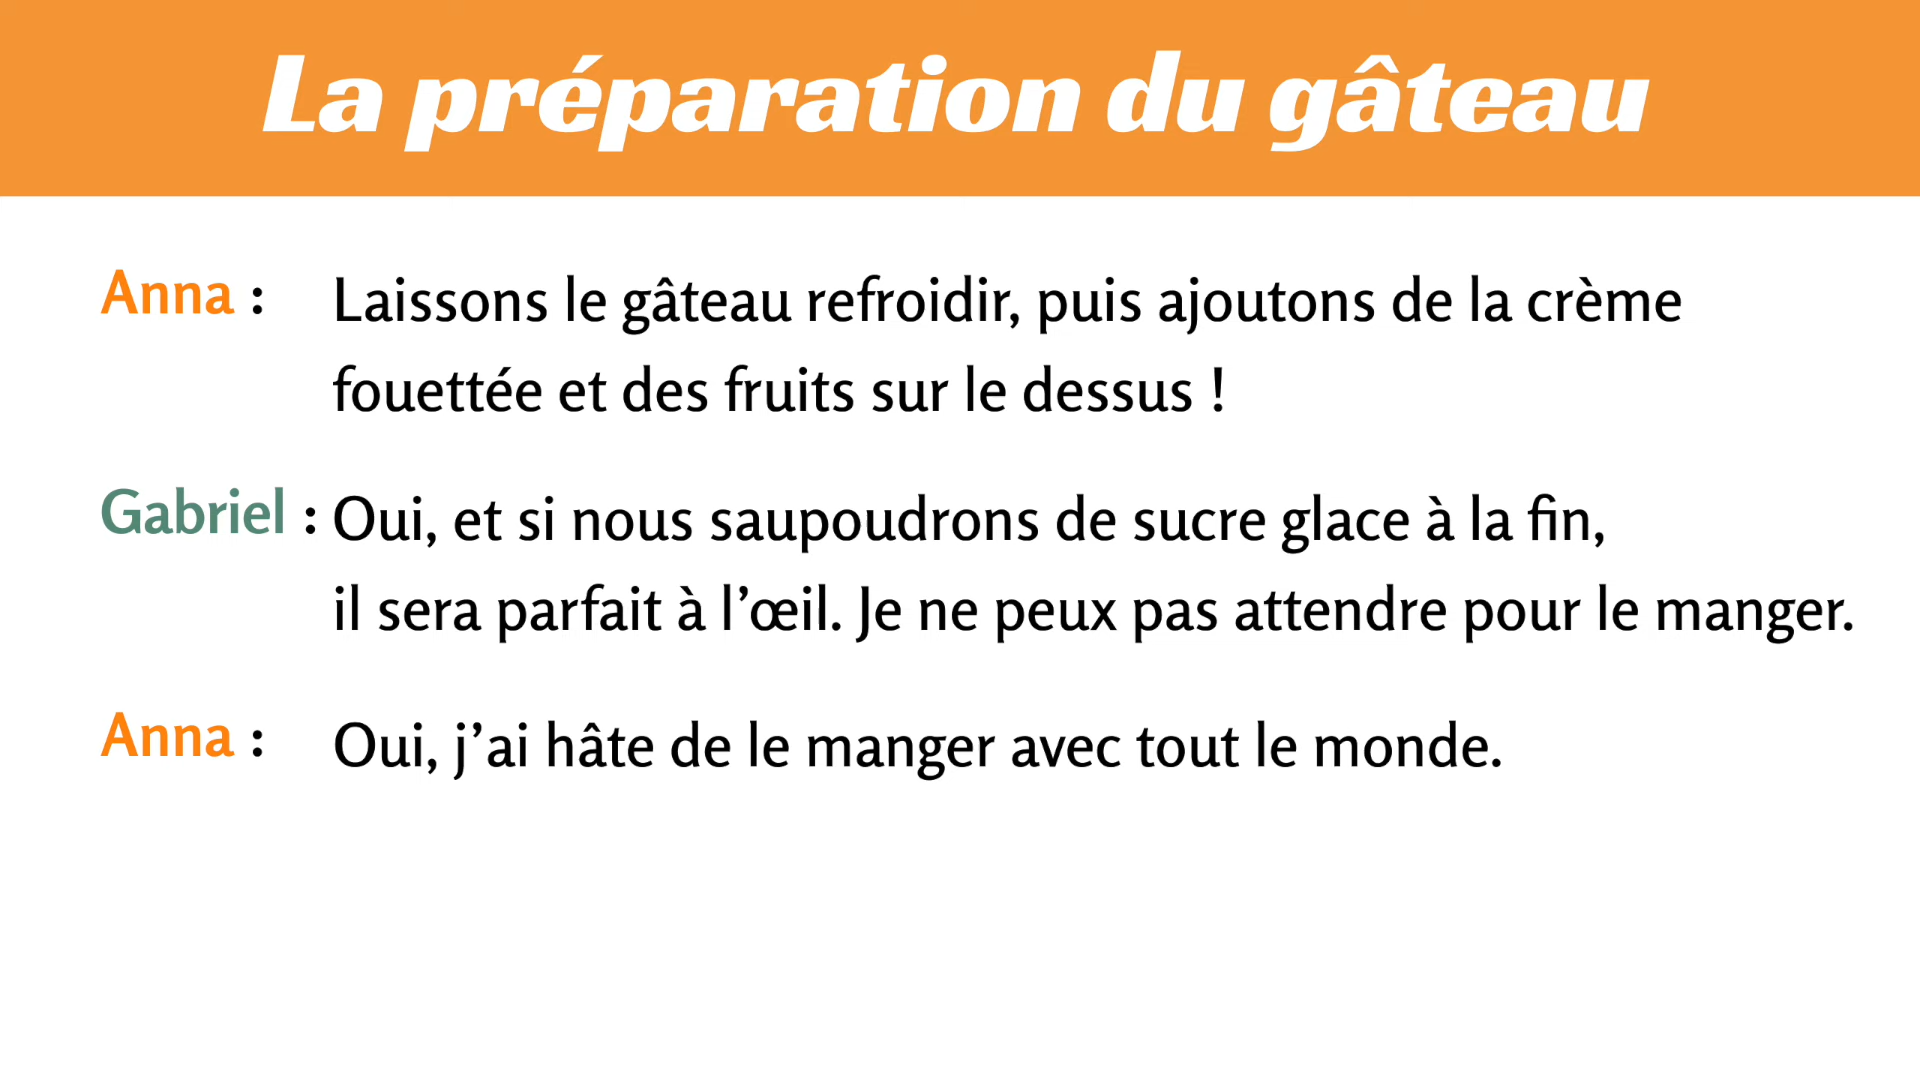 La préparation du gâteau
Anna : Laissons le gâteau refroidir, puis ajoutons de la crème
fouettée et des fruits sur le dessus !
Gabriel : Oui, et si nous saupoudrons de sucre glace à la fin,
il sera parfait à l’œil. Je ne peux pas attendre pour le manger.
Anna : Oui, j’ai hâte de le manger avec tout le monde.